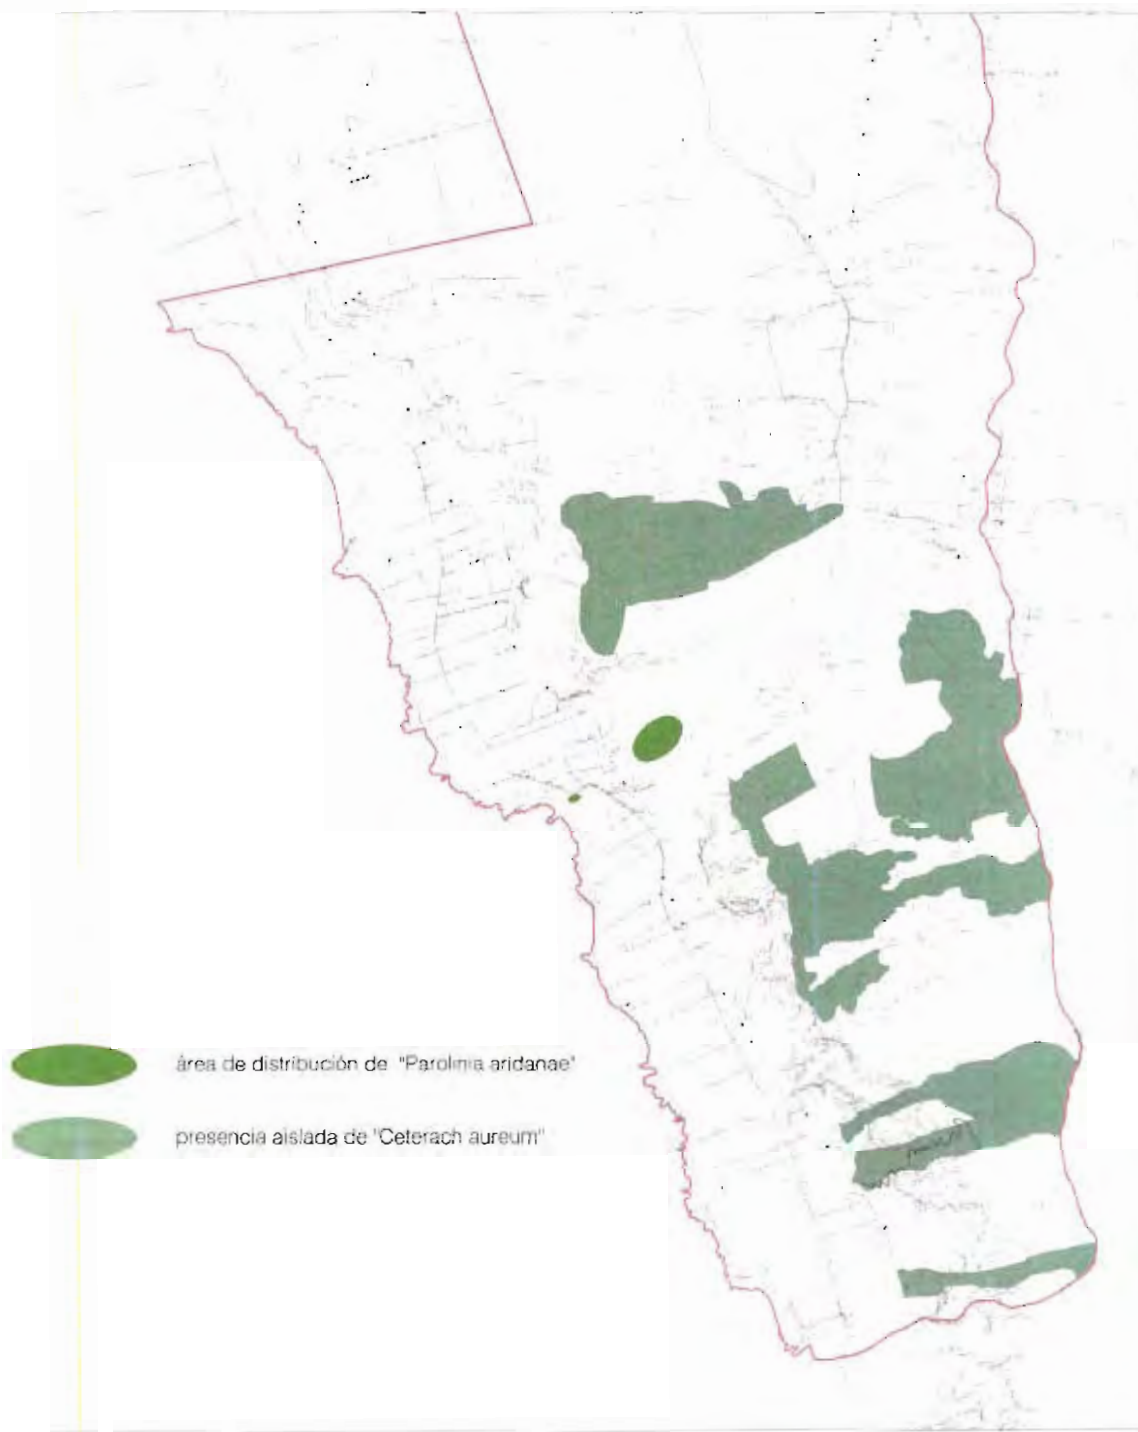 área de distribución de "Parolinia aridanae"
presencia aislada de "Ceterach aureum"